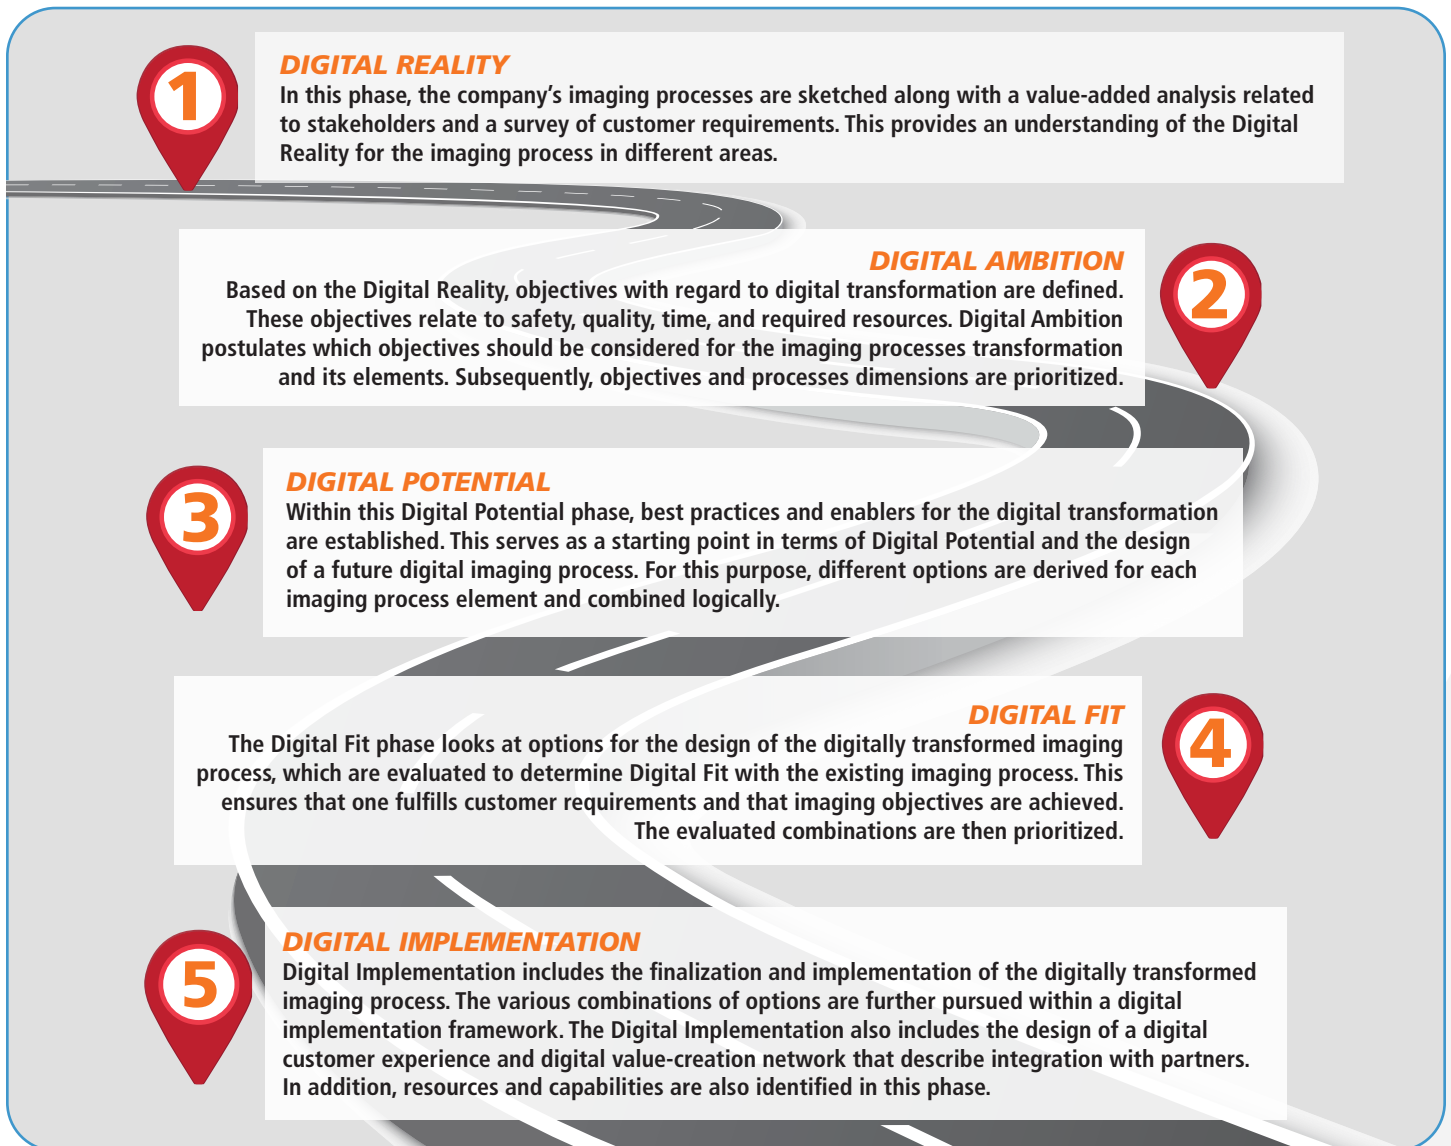 1
DIGITAL REALITY
In this phase, the company’s imaging processes are sketched along with a value-added analysis related
to stakeholders and a survey of customer requirements. This provides an understanding of the Digital
Reality for the imaging process in different areas.
DIGITAL AMBITION
2
Based on the Digital Reality, objectives with regard to digital transformation are defined.
These objectives relate to safety, quality, time, and required resources. Digital Ambition
postulates which objectives should be considered for the imaging processes transformation
and its elements. Subsequently, objectives and processes dimensions are prioritized.
3
DIGITAL POTENTIAL
Within this Digital Potential phase, best practices and enablers for the digital transformation
are established. This serves as a starting point in terms of Digital Potential and the design
of a future digital imaging process. For this purpose, different options are derived for each
imaging process element and combined logically.
DIGITAL FIT
4
The Digital Fit phase looks at options for the design of the digitally transformed imaging
process, which are evaluated to determine Digital Fit with the existing imaging process. This
ensures that one fulfills customer requirements and that imaging objectives are achieved.
The evaluated combinations are then prioritized.
5
DIGITAL IMPLEMENTATION
Digital Implementation includes the finalization and implementation of the digitally transformed
imaging process. The various combinations of options are further pursued within a digital
implementation framework. The Digital Implementation also includes the design of a digital
customer experience and digital value-creation network that describe integration with partners.
In addition, resources and capabilities are also identified in this phase.